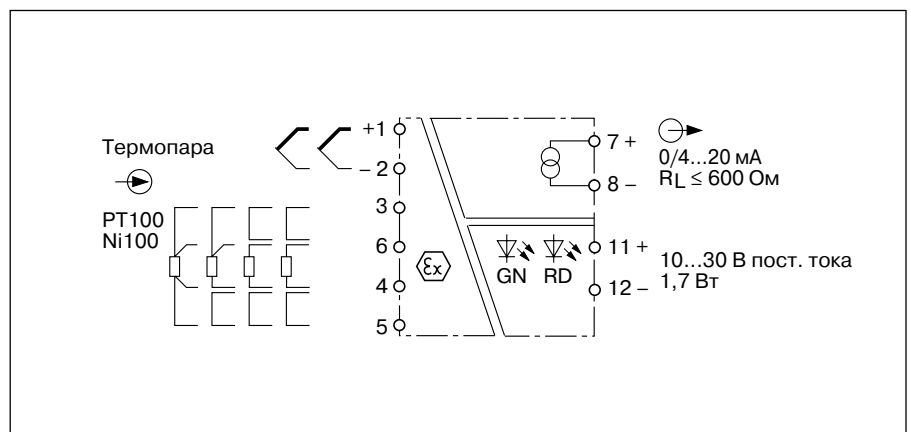 Термопара
PT100
Ni100
+1
– 2
3
6
4
5
Ex
GN RD
7 +
8 –
11 +
12 –
0/4...20 мА
RL ≤ 600 Ом
10...30 В пост. тока
1,7 Вт